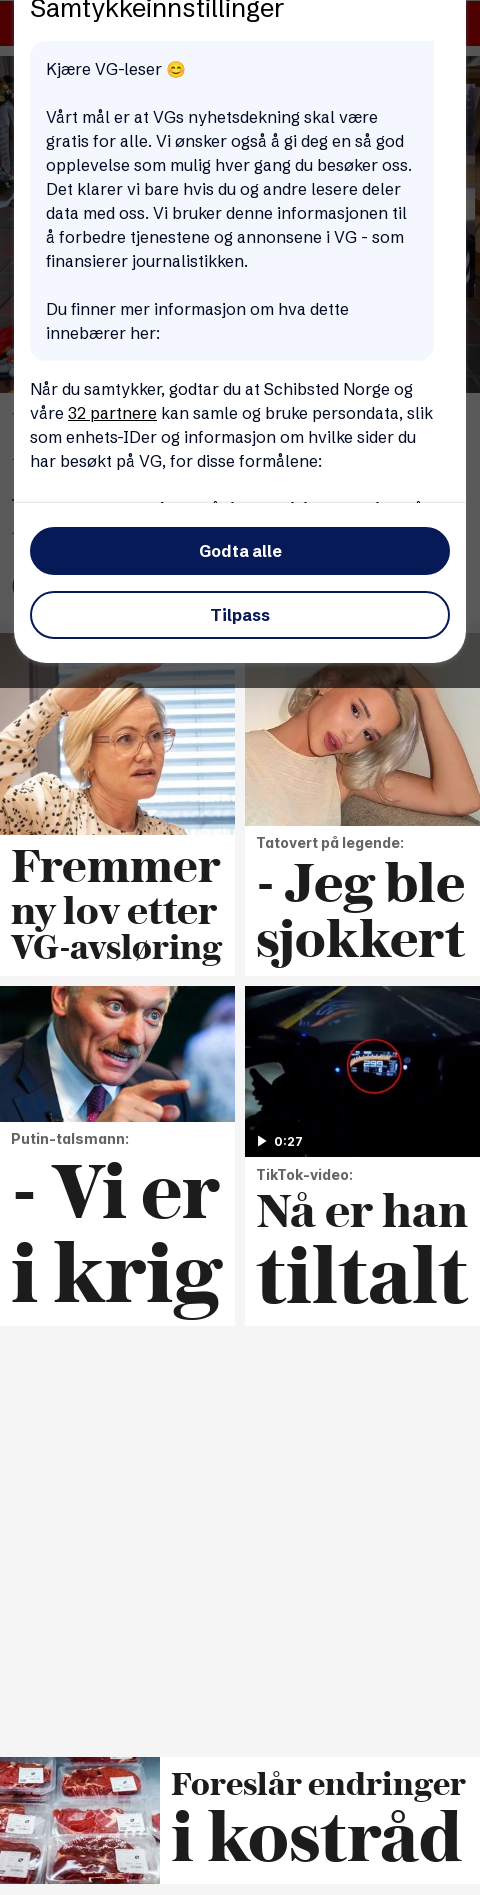 Samtykkeinnstillinger
Kjære VG-leser 😊
Vårt mål er at VGs nyhetsdekning skal være
gratis for alle. Vi ønsker også å gi deg en så god
opplevelse som mulig hver gang du besøker oss.
Det klarer vi bare hvis du og andre lesere deler
data med oss. Vi bruker denne informasjonen til
å forbedre tjenestene og annonsene i VG - som
finansierer journalistikken.
Du finner mer informasjon om hva dette
innebærer her:
Når du samtykker, godtar du at Schibsted Norge og
våre 32 partnere kan samle og bruke persondata, slik
som enhets-IDer og informasjon om hvilke sider du
har besøkt på VG, for disse formålene:
Godta alle
Tilpass
Fremmer
ny lov etter
VG-avsløring
Tatovert på legende:
- Jeg ble
sjokkert
Putin-talsmann:
- Vi er
i krig
0:27
TikTok-video:
Nå er han
tiltalt
Foreslår endringer
i kostråd